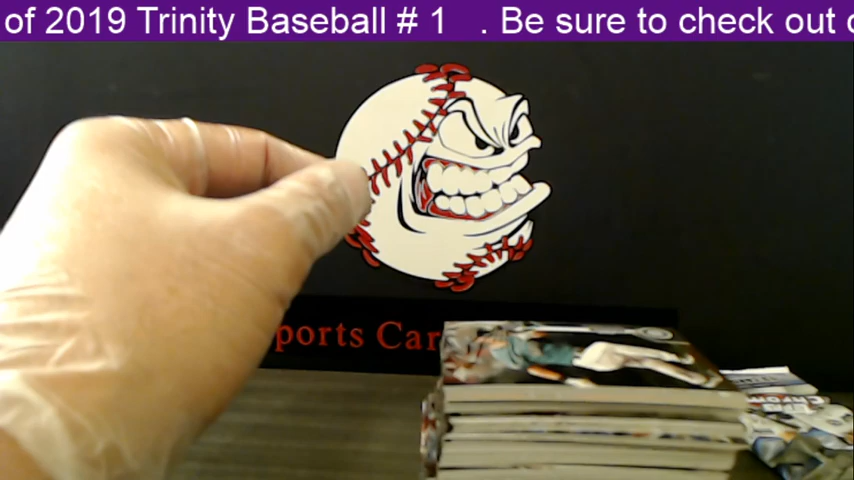 of 2019 Trinity Baseball # 1 . Be sure to check out
ports Car